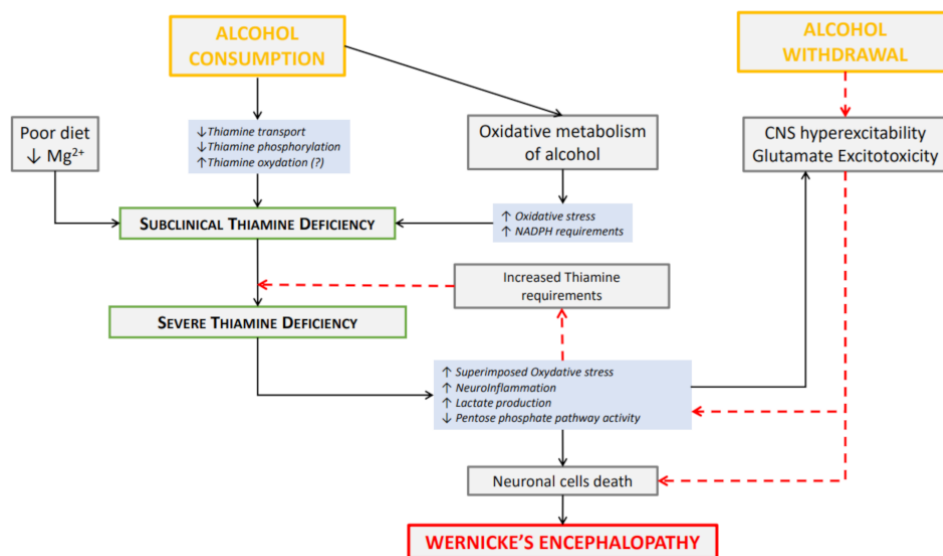 ALCOHOL
CONSUMPTION
ALCOHOL
WITHDRAWAL
Poor diet
↓ Mg²⁺
↓Thiamine transport
↓Thiamine phosphorylation
↑Thiamine oxydation (?)
Oxidative metabolism
of alcohol
CNS hyperexcitability
Glutamate Excitotoxicity
SUBCLINICAL THIAMINE DEFICIENCY
↑ Oxidative stress
↑ NADPH requirements
Increased Thiamine
requirements
SEVERE THIAMINE DEFICIENCY
↑ Superimposed Oxydative stress
↑ NeuroInflammation
↑ Lactate production
↓ Pentose phosphate pathway activity
Neuronal cells death
WERNICKE'S ENCEPHALOPATHY